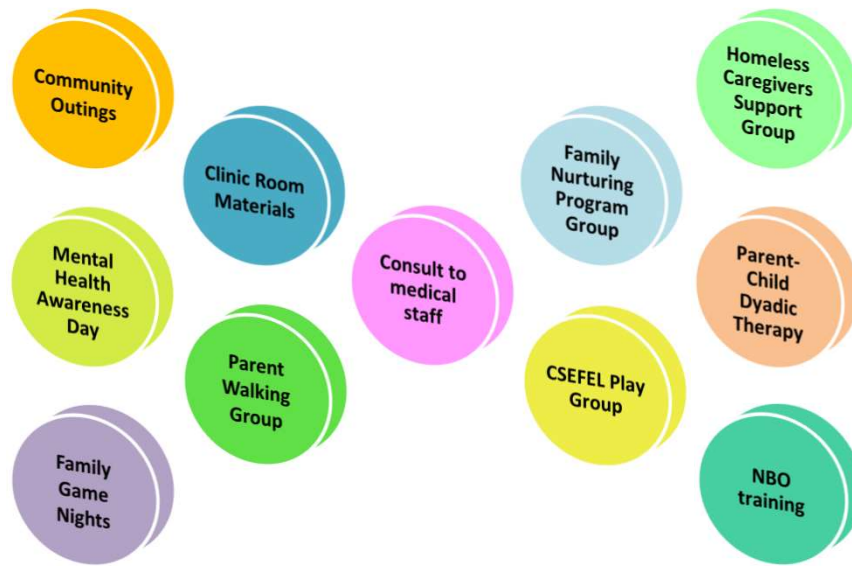 Community
Outings
Clinic Room
Materials
Mental
Health
Awareness
Day
Parent
Walking
Group
Family
Game
Nights
Consult to
medical
staff
Family
Nurturing
Program
Group
CSEFEL Play
Group
Homeless
Caregivers
Support
Group
Parent-
Child
Dyadic
Therapy
NBO
training